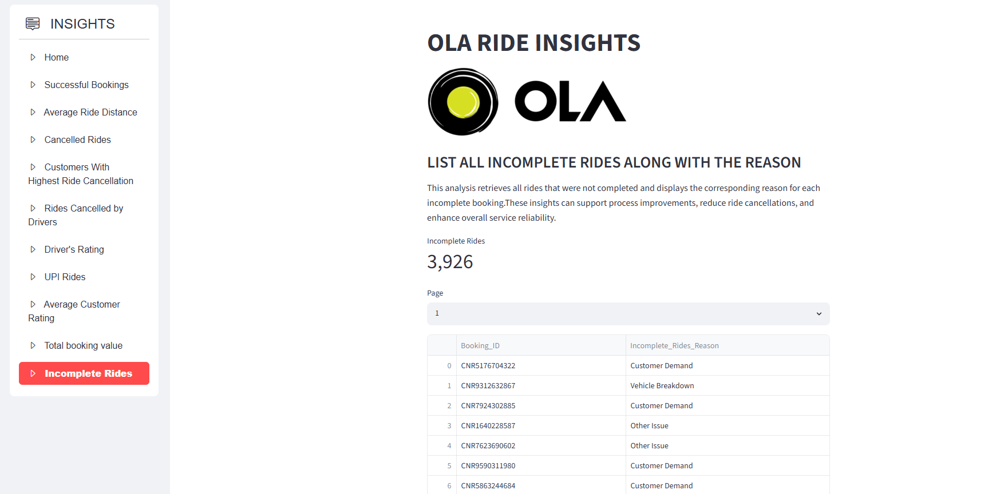 INSIGHTS
Home
Successful Bookings
Average Ride Distance
Cancelled Rides
Customers With
Highest Ride Cancellation
Rides Cancelled by
Drivers
Driver's Rating
UPI Rides
Average Customer
Rating
Total booking value
Incomplete Rides
OLA RIDE INSIGHTS
OLA
LIST ALL INCOMPLETE RIDES ALONG WITH THE REASON
This analysis retrieves all rides that were not completed and displays the corresponding reason for each
incomplete booking.These insights can support process improvements, reduce ride cancellations, and
enhance overall service reliability.
Incomplete Rides
3,926
Page
1
Booking_ID Incomplete_Rides_Reason
0 CNR5176704322 Customer Demand
1 CNR9312632867 Vehicle Breakdown
2 CNR7924302885 Customer Demand
3 CNR1640228587 Other Issue
4 CNR7623690602 Other Issue
5 CNR9590311980 Customer Demand
6 CNR5863244684 Customer Demand